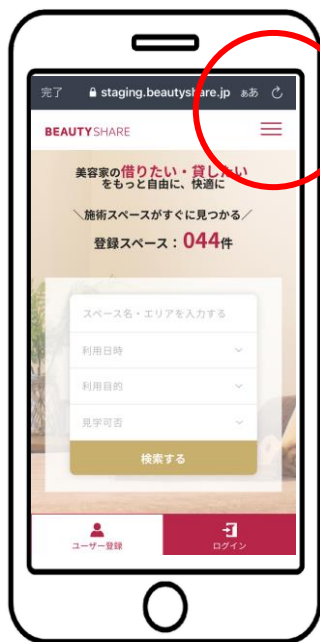 完了 staging.beautyshare.jp ぁあ
BEAUTYSHARE
美容家の借りたい・貸したい
をもっと自由に、快適に
＼施術スペースがすぐに見つかる／
登録スペース：044件
スペース名・エリアを入力する
利用日時
利用目的
見学可否
検索する
ユーザー登録 ログイン